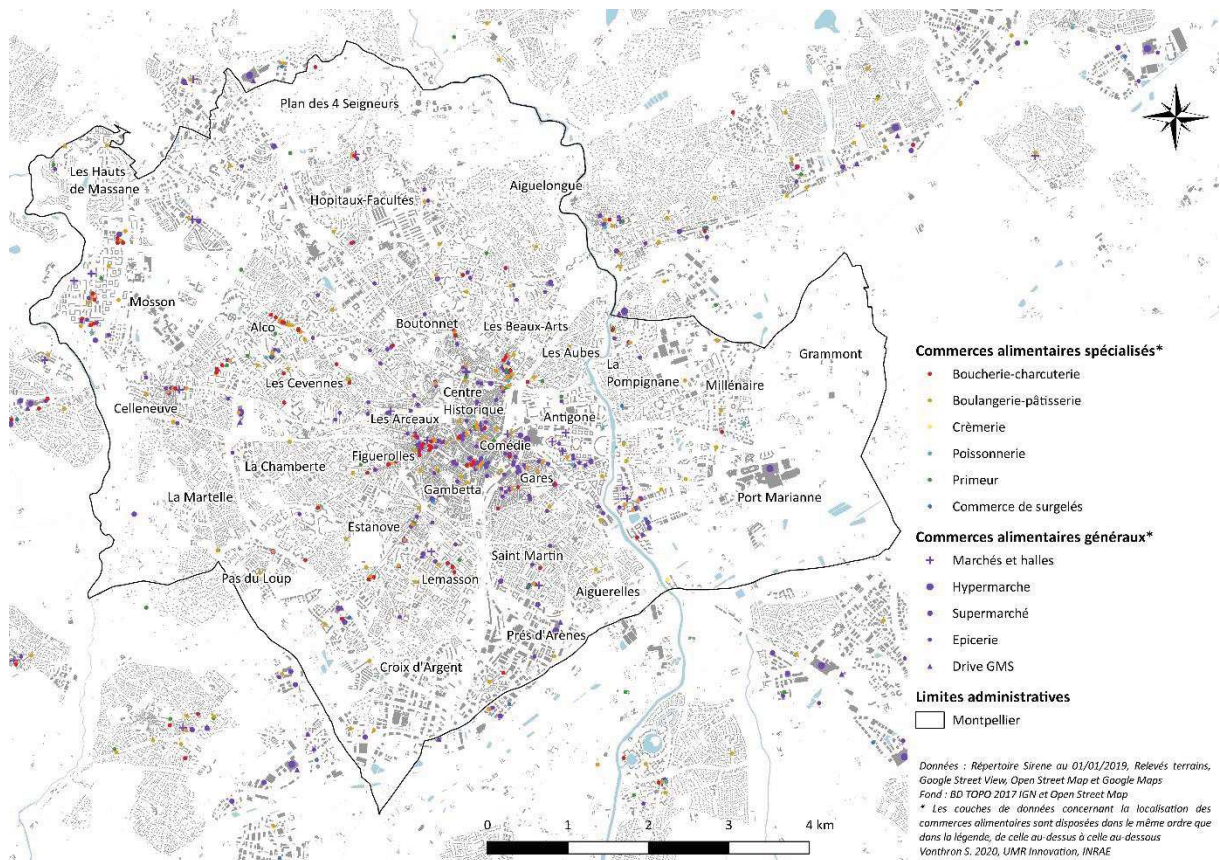 Plan des 4 Seigneurs
Les Hauts
de Massane
Aiguelongue
Hôpitaux-Facultés
Mosson
Alco
Boutonnet
Les Beaux-Arts
Les Aubes
Grammont
La
Pompignane
Millénaire
Les Cevennes
Centre
Historique
Celleneuve
Les Arceaux
Antigone
Comédie
Figuerolles
La Chamberte
Gares
Gambetta
La Martelle
Port Marianne
Estanove
Saint Martin
Pas du Loup
Lemasson
Aiguerelles
Prés d'Arènes
Croix d'Argent
0 1 2 3 4 km
Commerces alimentaires spécialisés*
Boucherie-charcuterie
Boulangerie-pâtisserie
Crèmerie
Poissonnerie
Primeur
Commerce de surgelés
Commerces alimentaires généraux*
Marchés et halles
Hypermarche
Supermarché
Epicerie
Drive GMS
Limites administratives
Montpellier
Données : Répertoire Sirene au 01/01/2019, Relevés terrains,
Google Street View, Open Street Map et Google Maps
Fond : BD TOPO 2017 IGN et Open Street Map
* Les couches de données concernant la localisation des
commerces alimentaires sont disposées dans le même ordre que
dans la légende, de celle au-dessus à celle au-dessous
Vonthron S. 2020, UMR Innovation, INRAE